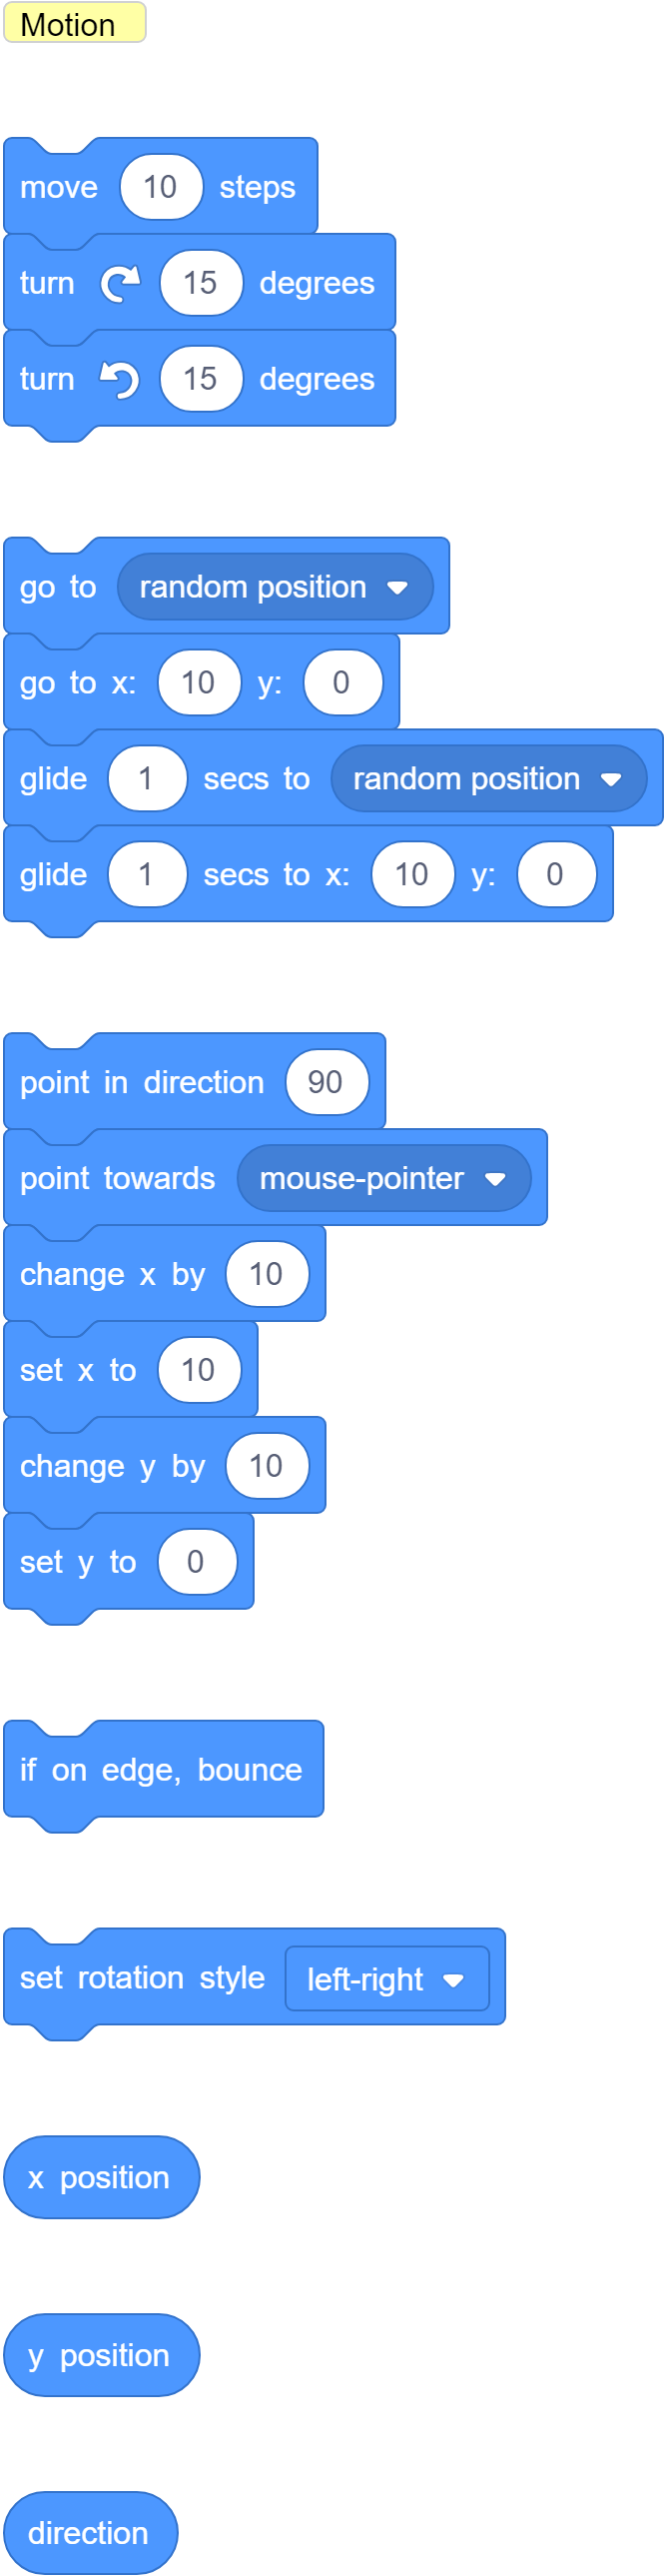 Motion
move 10 steps
turn 15 degrees
turn 15 degrees
go to random position
go to x: 10 y: 0
glide 1 secs to random position
glide 1 secs to x: 10 y: 0
point in direction 90
point towards mouse-pointer
change x by 10
set x to 10
change y by 10
set y to 0
if on edge, bounce
set rotation style left-right
x position
y position
direction